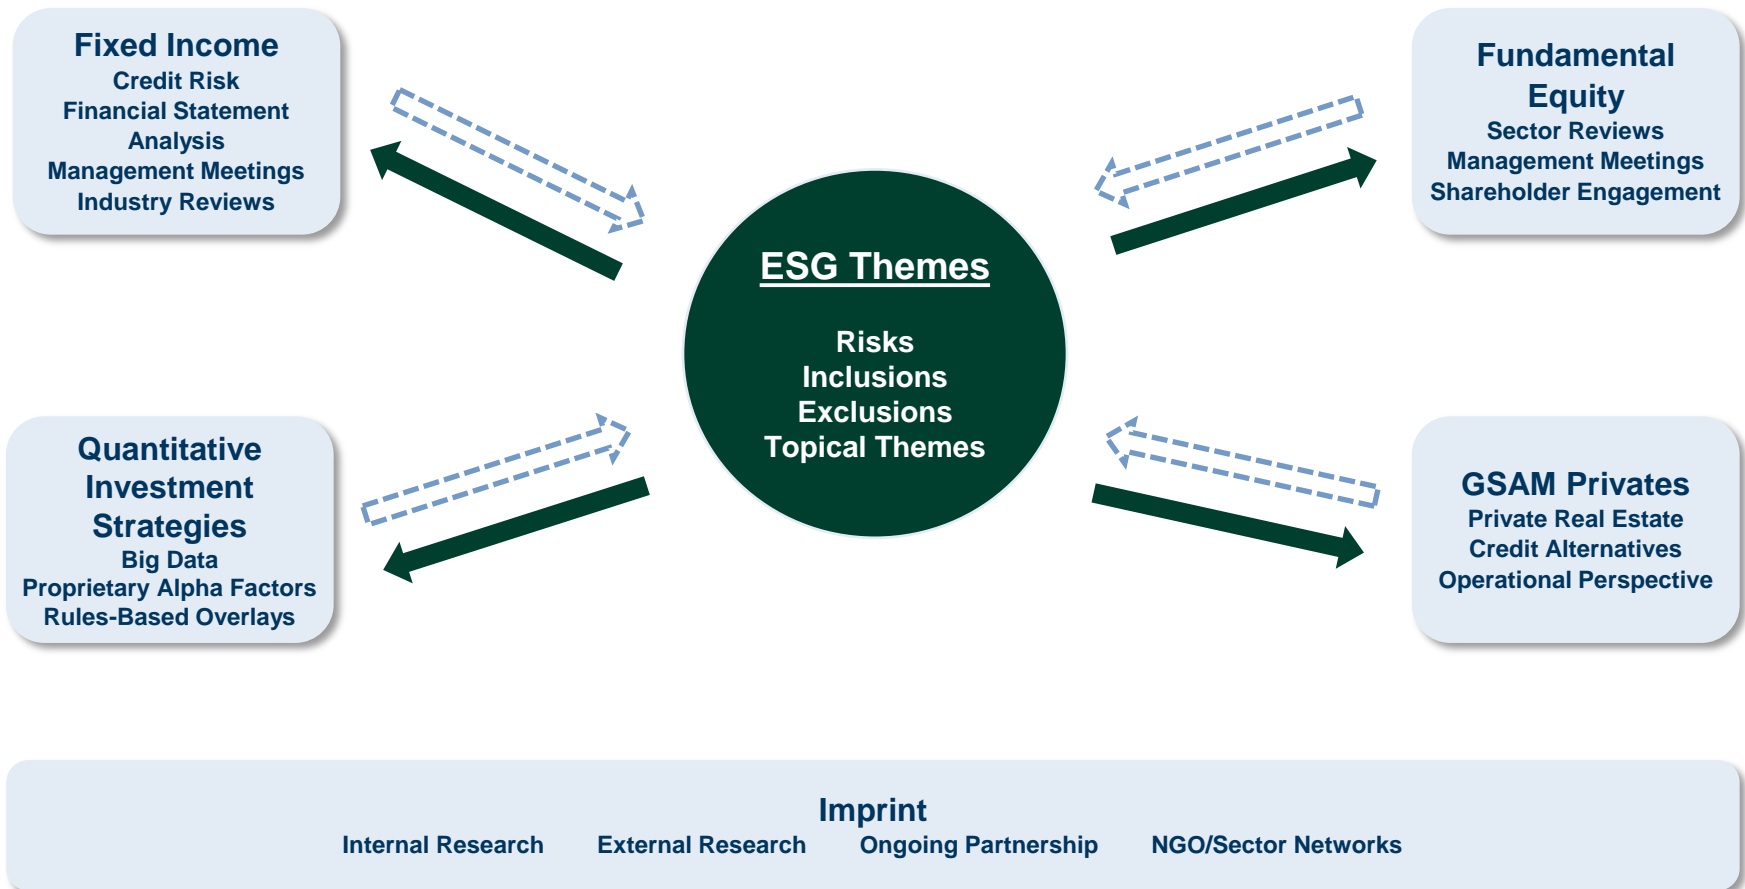 Fixed Income
Credit Risk
Financial Statement
Analysis
Management Meetings
Industry Reviews
Fundamental
Equity
Sector Reviews
Management Meetings
Shareholder Engagement
ESG Themes
Risks
Inclusions
Exclusions
Topical Themes
Quantitative
Investment
Strategies
Big Data
Proprietary Alpha Factors
Rules-Based Overlays
GSAM Privates
Private Real Estate
Credit Alternatives
Operational Perspective
Imprint
Internal Research External Research Ongoing Partnership NGO/Sector Networks